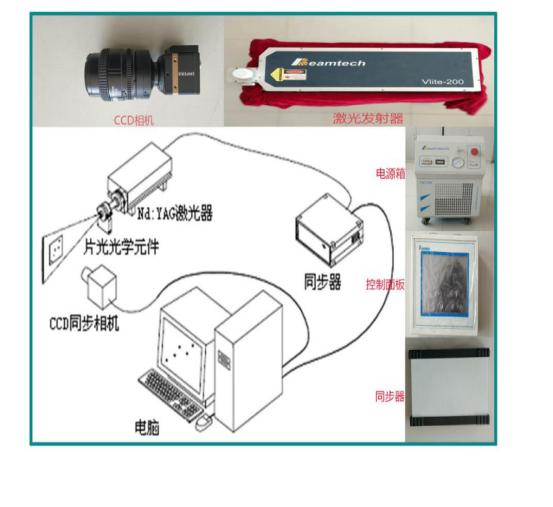 Beamtech
Vlite-200
CCD相机
激光发射器
电源箱
Nd:YAG激光器
片光光学元件
同步器
控制面板
CCD同步相机
同步器
电脑